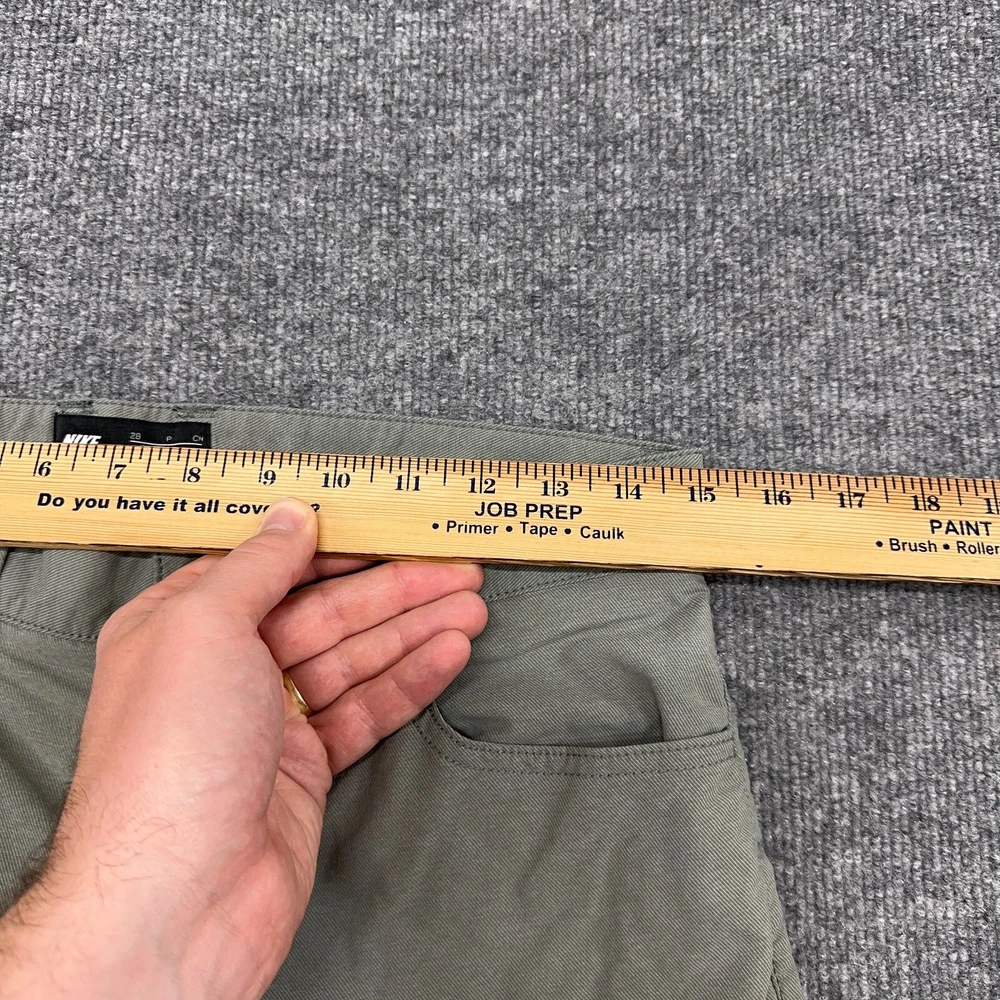 NIKE 28 P CN
6 7 8 9 10 11 12 13 14 15 16 17 18
Do you have it all JOB PREP PAINT
• Primer • Tape • Caulk • Brush • Roller